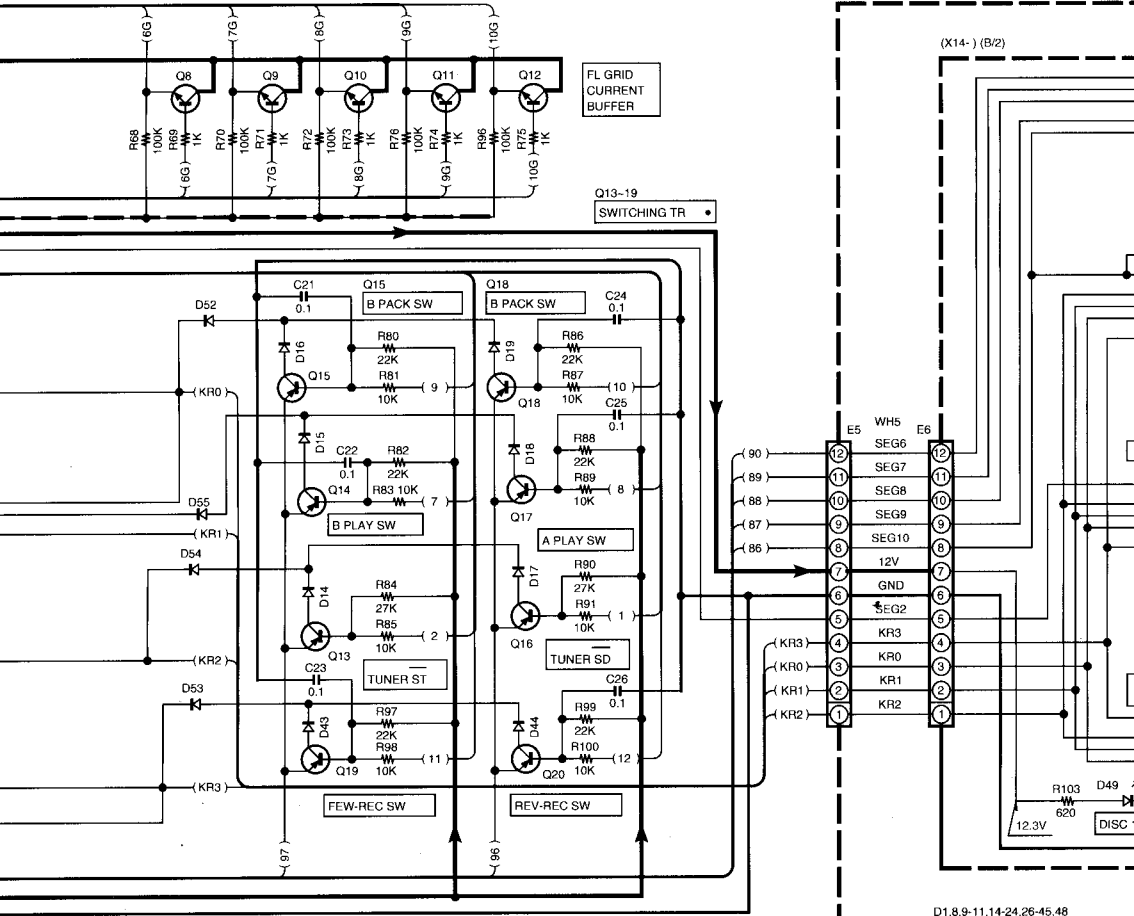 (6G)
(7G)
(8G)
(9G)
(10G)
(X14- ) (B/2)
Q8
Q9
Q10
Q11
Q12
FL GRID
CURRENT
BUFFER
R68
100K
R69
1K
R70
100K
R71
1K
R72
100K
R73
1K
R76
100K
R74
1K
R96
100K
R75
1K
(6G)
(7G)
(8G)
(9G)
(10G)
Q13~19
SWITCHING TR •
C21
0.1
Q15
B PACK SW
Q18
B PACK SW
C24
0.1
D52
D16
R80
22K
D19
R86
22K
Q15
R81
10K
(9)
Q18
R87
10K
(10)
(KR0)
C25
0.1
D15
C22
0.1
R82
22K
D18
R88
22K
Q14
R83 10K
(7)
Q17
R89
10K
(8)
D55
B PLAY SW
(KR1)
A PLAY SW
D54
D14
R84
27K
D17
R90
27K
R85
10K
(2)
Q13
R91
10K
(1)
Q16
(KR2)
TUNER ST
TUNER SD
C23
0.1
C26
0.1
D53
D43
R97
22K
D44
R99
22K
R98
10K
(11)
Q19
R100
10K
(12)
Q20
(KR3)
FEW-REC SW
REV-REC SW
(97)
(96)
E5
WH5
E6
(90)
12
SEG6
12
(89)
11
SEG7
11
(88)
10
SEG8
10
(87)
9
SEG9
9
(86)
8
SEG10
8
7
12V
7
6
GND
6
5
SEG2
5
(KR3)
4
KR3
4
(KR0)
3
KR0
3
(KR1)
2
KR1
2
(KR2)
1
KR2
1
R103
620
D49
12.3V
DISC
D1,8,9-11,14-24,26-45,48